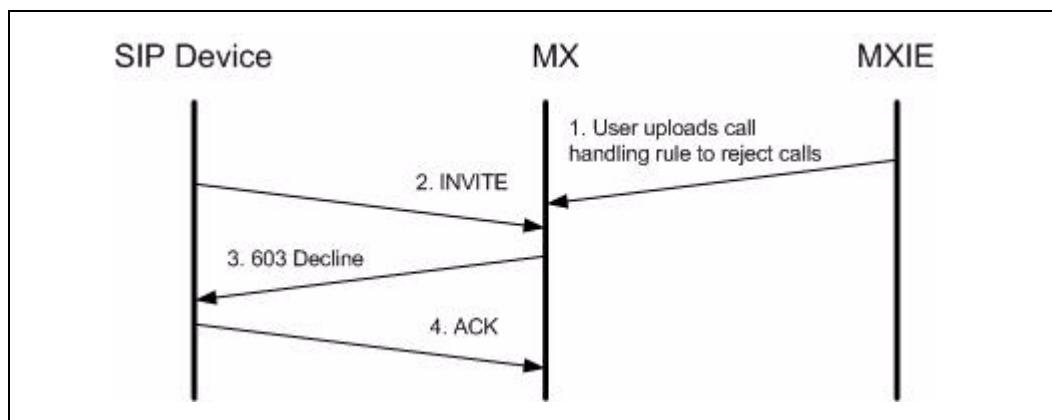 SIP Device
MX
MXIE
1. User uploads call
handling rule to reject calls
2. INVITE
3. 603 Decline
4. ACK